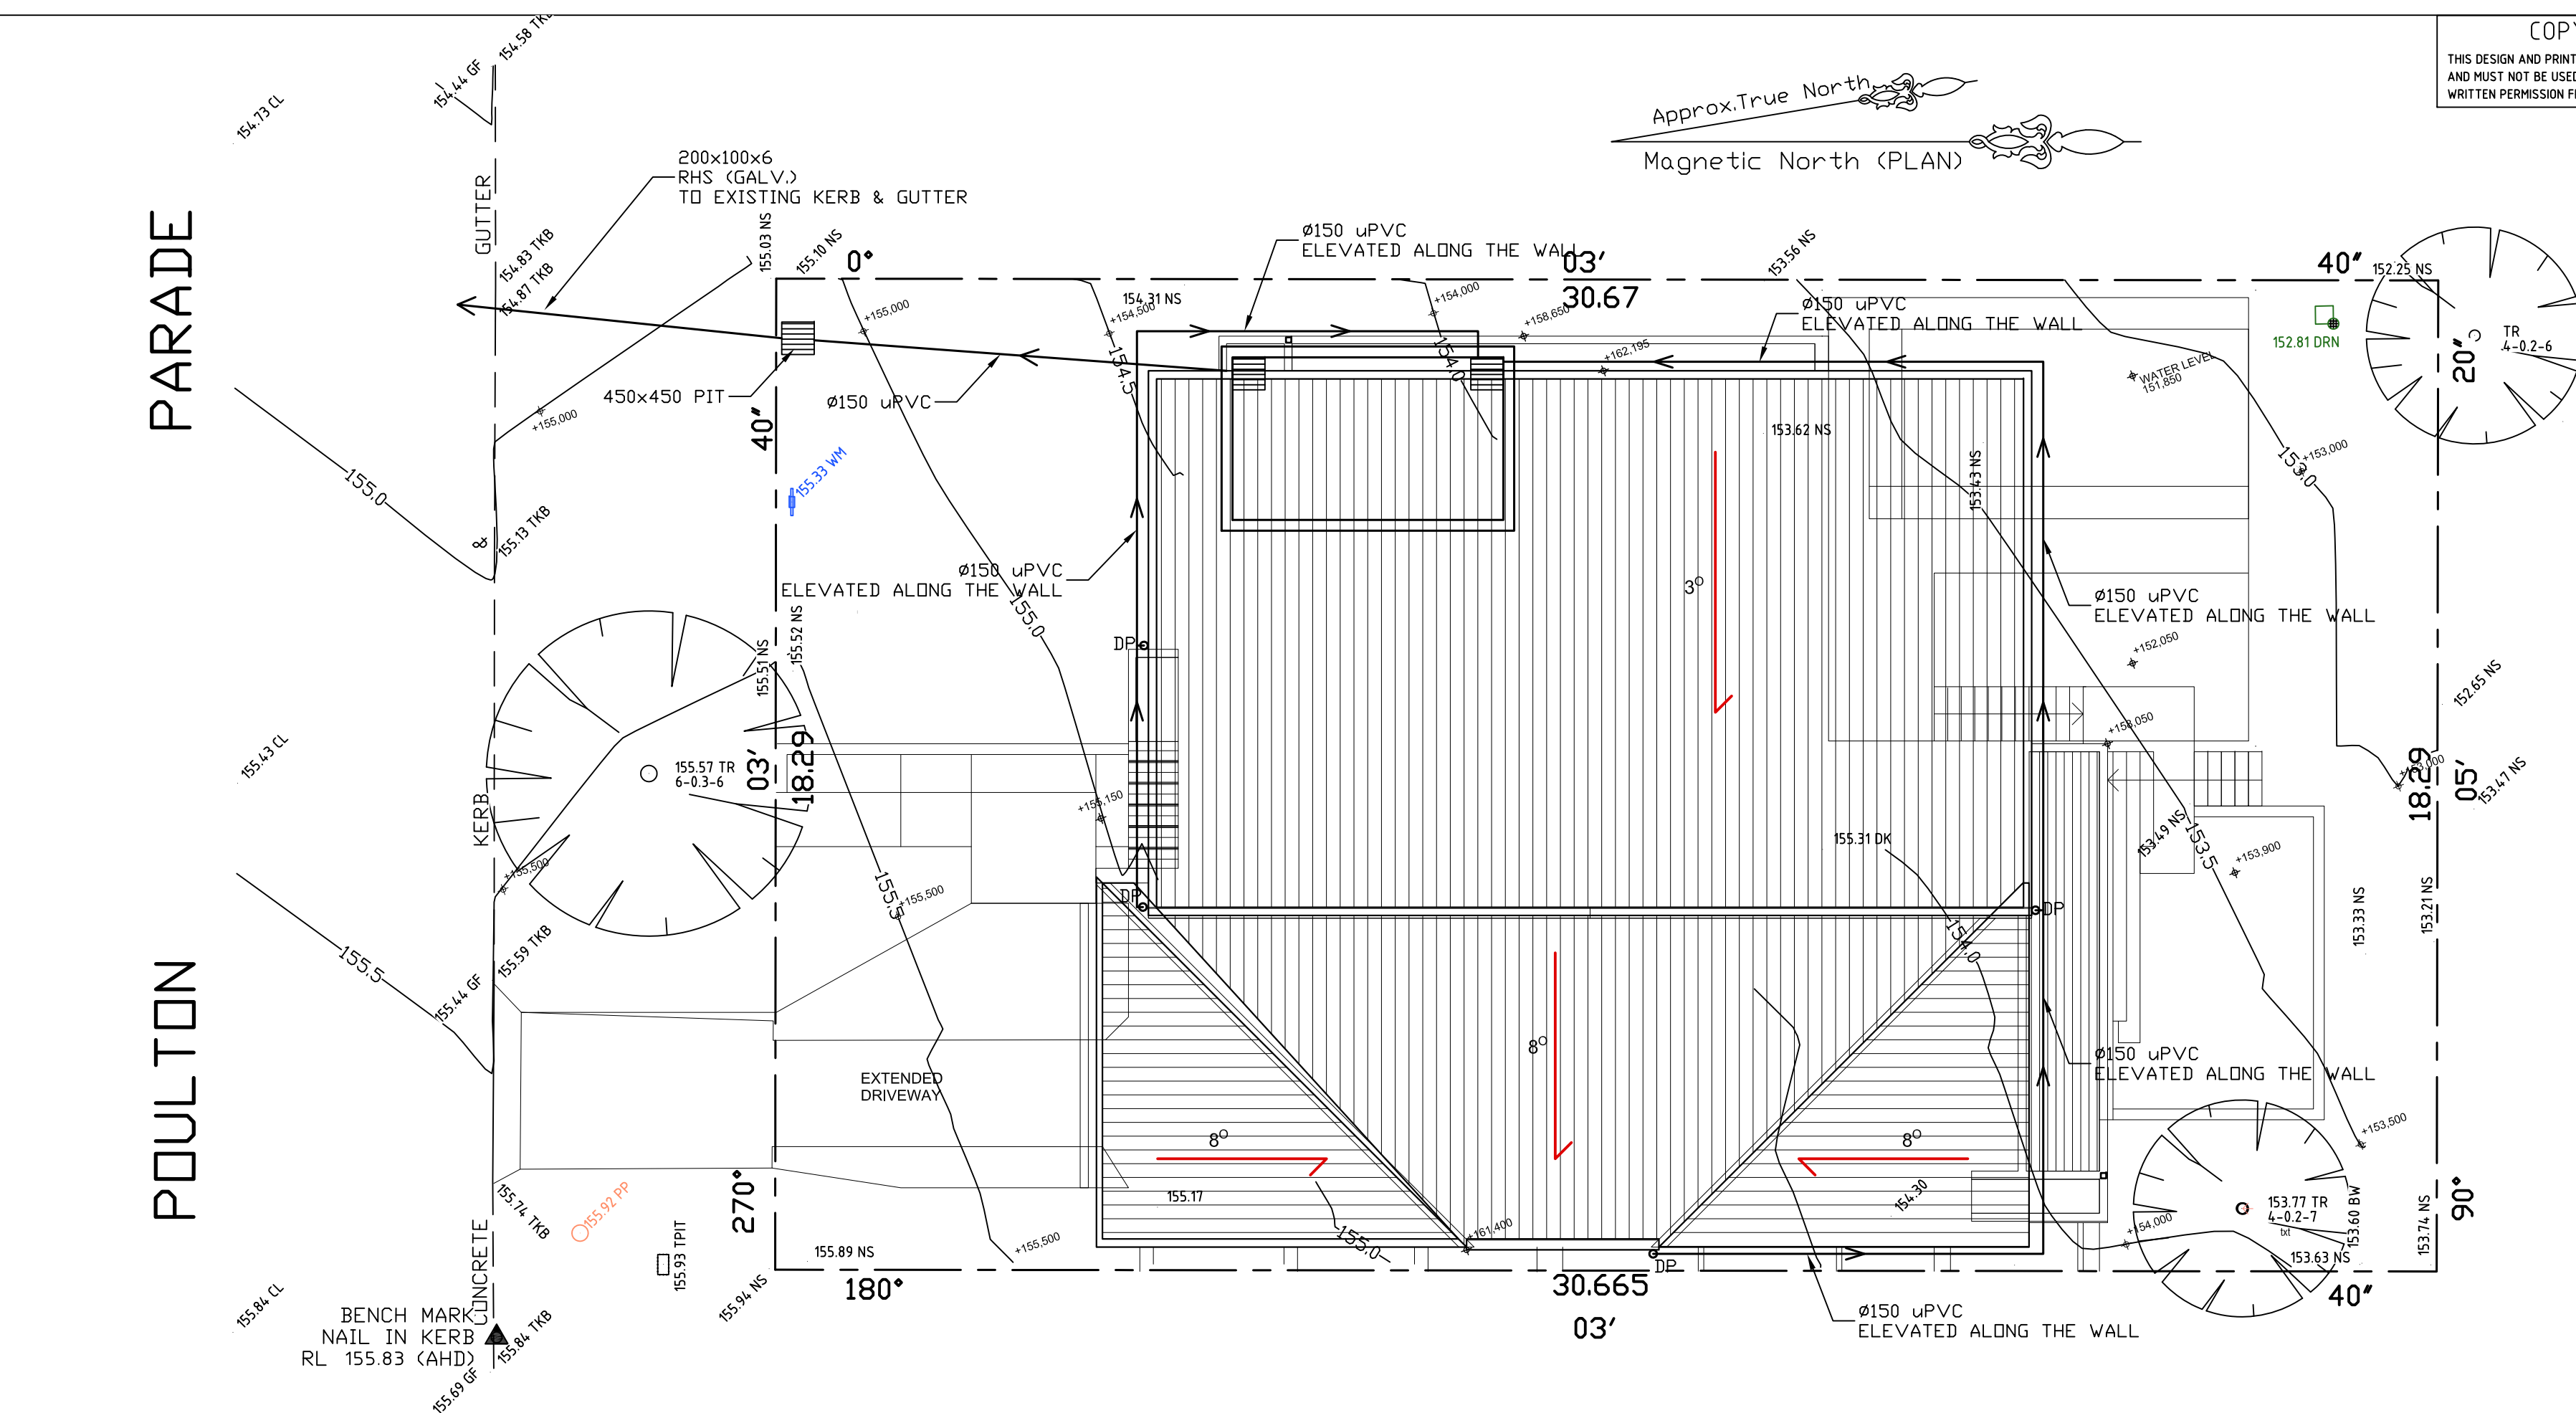 COP
THIS DESIGN AND PRINT
AND MUST NOT BE USED
WRITTEN PERMISSION F
154.58 TKB
154.44 GF
154.73 CL
Approx.True North
Magnetic North (PLAN)
200x100x6
RHS (GALV.)
TO EXISTING KERB & GUTTER
GUTTER
PARADE
154.83 TKB
154.87 TKB
155.03 NS
155.10 NS
0°
03'
30.67
40"
Ø150 uPVC
ELEVATED ALONG THE WALL
153.56 NS
152.25 NS
154.31 NS
+155,000
+154,500
+154,000
+158,650
+162,195
Ø150 uPVC
ELEVATED ALONG THE WALL
152.81 DRN
TR
.4-0.2-6
20"
154.5
154.0
WATER LEVEL
151,850
450x450 PIT
Ø150 uPVC
+155,000
40"
155.33 WM
153.62 NS
153.43 NS
+153,000
153.0
155.0
155.13 TKB
Ø150 uPVC
ELEVATED ALONG THE WALL
155.0
3°
Ø150 uPVC
ELEVATED ALONG THE WALL
155.52 NS
155.51 NS
DP
+152,050
152.65 NS
+153,050
155.43 CL
155.57 TR
6-0.3-6
03'
18.29
+153,000
18.29
05'
153.47 NS
KERB
+155,150
155.31 DK
153.49 NS
153.5
+153,900
+155,500
155.5
+155,500
DP
DP
153.33 NS
153.21 NS
155.5
155.59 TKB
155.44 GF
154.0
POULTON
8°
EXTENDED
DRIVEWAY
Ø150 uPVC
ELEVATED ALONG THE WALL
8°
8°
+153,500
270°
155.92 PP
155.74 TKB
155.17
154.30
153.77 TR
4-0.2-7
txt
153.60 BW
153.74 NS
90°
CONCRETE
155.93 TPIT
155.89 NS
+155,500
155.0
+161,400
+154,000
153.63 NS
DP
155.94 NS
180°
30.665
03'
40"
155.84 CL
BENCH MARK
NAIL IN KERB
RL 155.83 (AHD)
155.84 TKB
155.69 GF
Ø150 uPVC
ELEVATED ALONG THE WALL